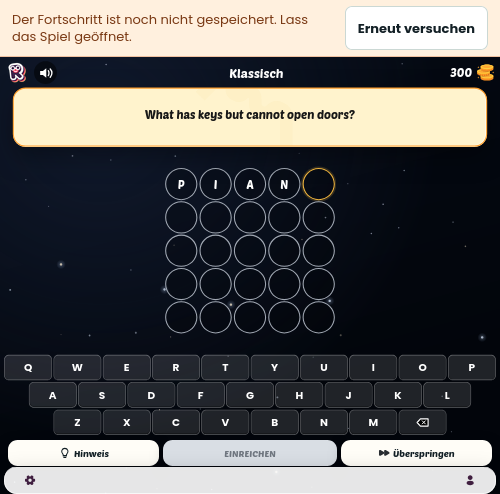 Der Fortschritt ist noch nicht gespeichert. Lass
das Spiel geöffnet.
Erneut versuchen
Klassisch
300
What has keys but cannot open doors?
P I A N
Q W E R T Y U I O P
A S D F G H J K L
Z X C V B N M
Hinweis
EINREICHEN
Überspringen